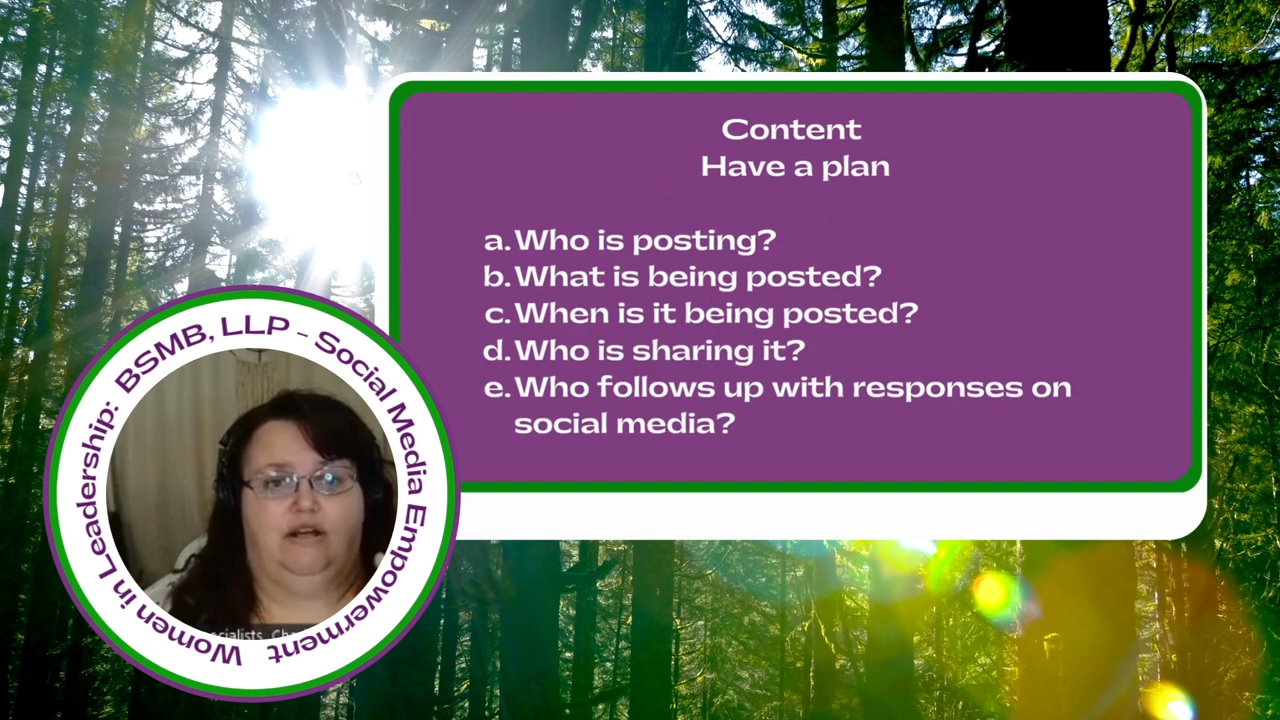 Content
Have a plan
a. Who is posting?
b. What is being posted?
c. When is it being posted?
d. Who is sharing it?
e. Who follows up with responses on
social media?
Women in Leadership: BSMB, LLP - Social Media Empowerment